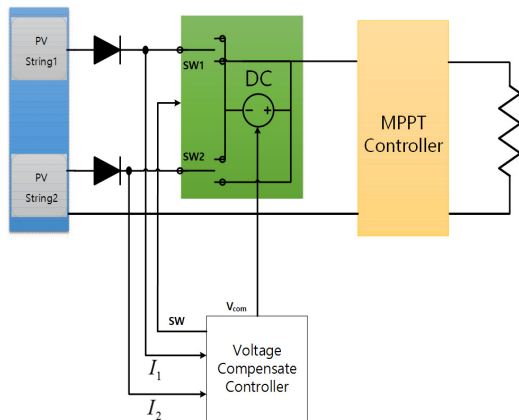 PV
String1
SW1
DC
− +
MPPT
Controller
SW2
PV
String2
Vcom
SW
Voltage
Compensate
Controller
I1
I2